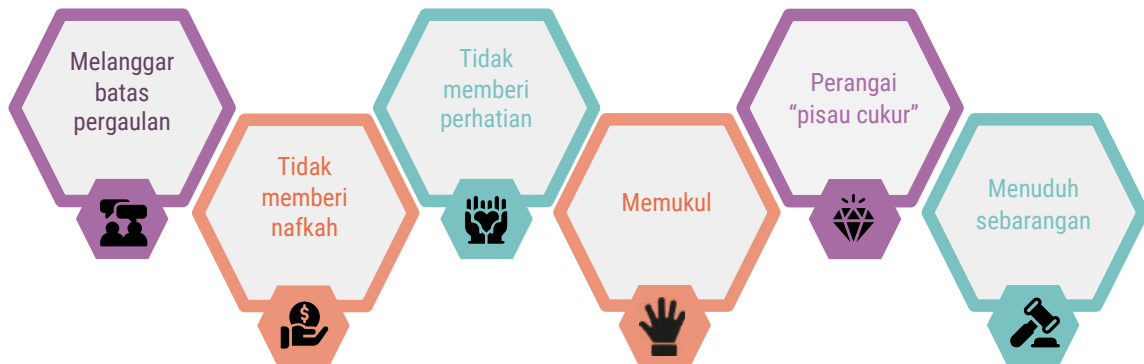 Melanggar
batas
pergaulan
Tidak
memberi
nafkah
Tidak
memberi
perhatian
Memukul
Perangai
“pisau cukur”
Menuduh
sebarangan
$